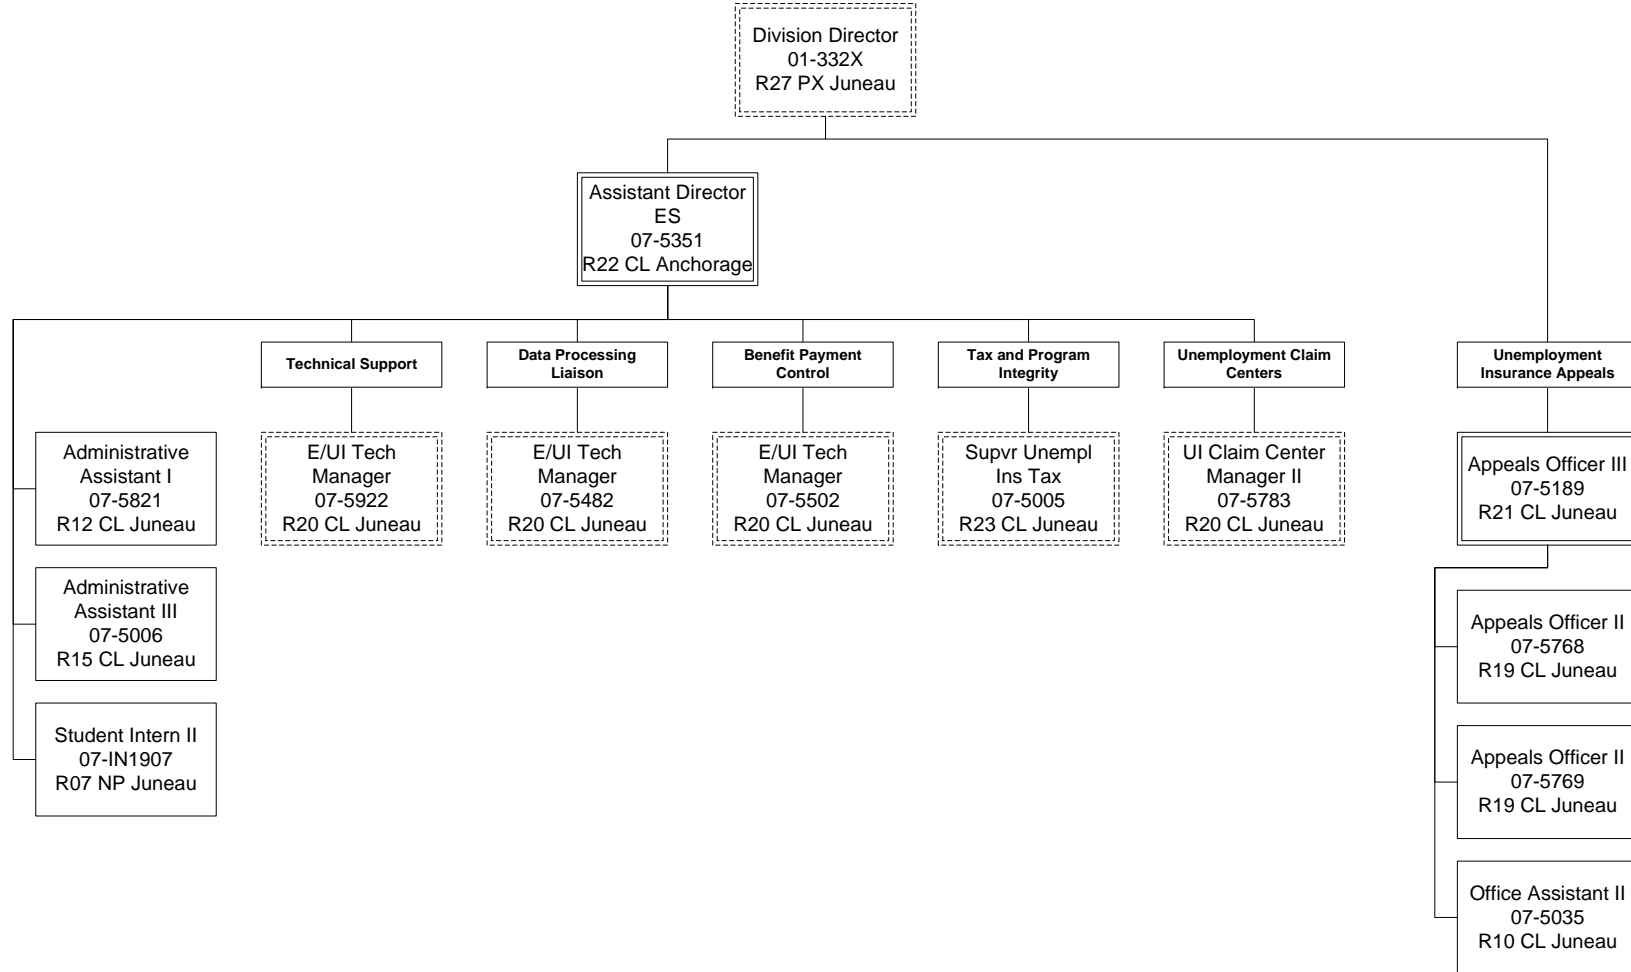 Division Director
01-332X
R27 PX Juneau
Assistant Director
ES
07-5351
R22 CL Anchorage
Technical Support
Data Processing
Liaison
Benefit Payment
Control
Tax and Program
Integrity
Unemployment Claim
Centers
Unemployment
Insurance Appeals
Administrative
Assistant I
07-5821
R12 CL Juneau
E/UI Tech
Manager
07-5922
R20 CL Juneau
E/UI Tech
Manager
07-5482
R20 CL Juneau
E/UI Tech
Manager
07-5502
R20 CL Juneau
Supvr Unempl
Ins Tax
07-5005
R23 CL Juneau
UI Claim Center
Manager II
07-5783
R20 CL Juneau
Appeals Officer III
07-5189
R21 CL Juneau
Administrative
Assistant III
07-5006
R15 CL Juneau
Appeals Officer II
07-5768
R19 CL Juneau
Student Intern II
07-IN1907
R07 NP Juneau
Appeals Officer II
07-5769
R19 CL Juneau
Office Assistant II
07-5035
R10 CL Juneau